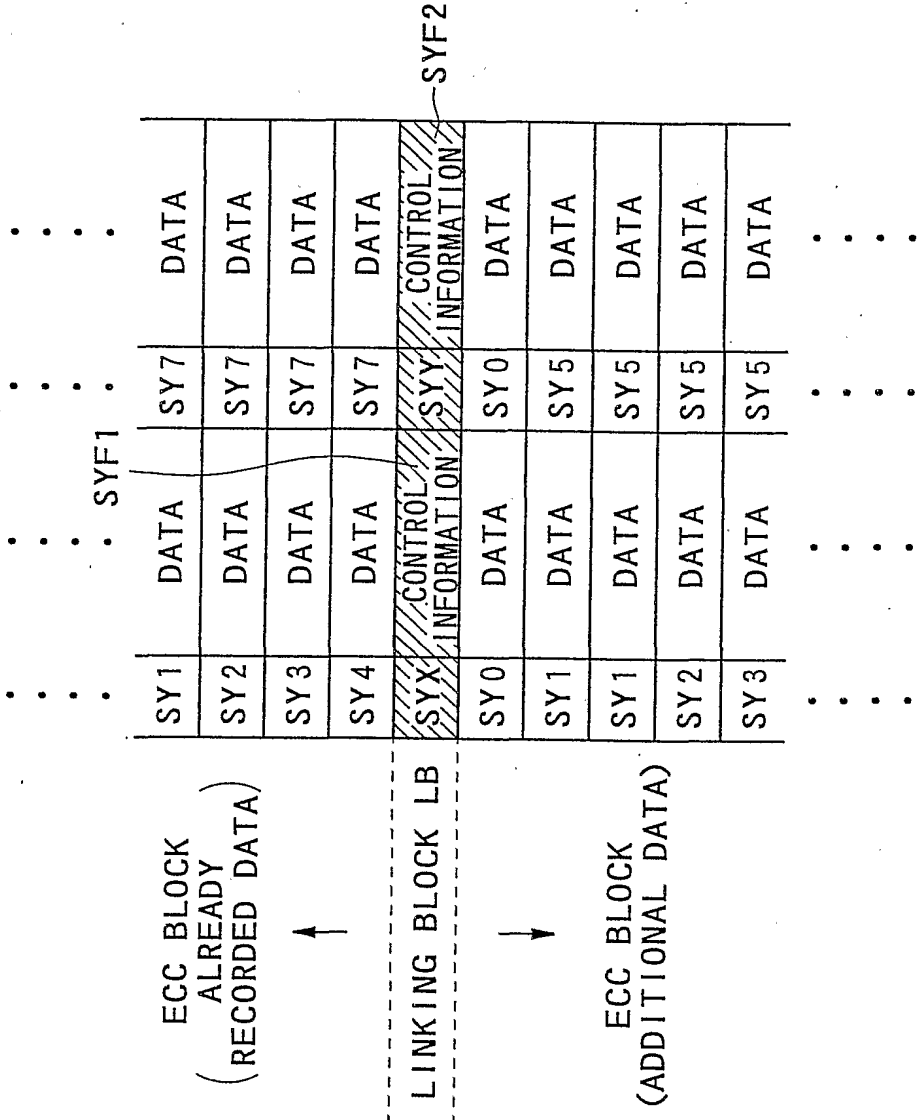 SYF1
SY1 DATA SY7 DATA
ECC BLOCK
ALREADY
(RECORDED DATA)
SY2 DATA SY7 DATA
SY3 DATA SY7 DATA
SY4 DATA SY7 DATA
LINKING BLOCK LB
SYX CONTROL INFORMATION SYY CONTROL INFORMATION
SYF2
SY0 DATA SY0 DATA
SY1 DATA SY5 DATA
SY1 DATA SY5 DATA
SY2 DATA SY5 DATA
SY3 DATA SY5 DATA
ECC BLOCK
(ADDITIONAL DATA)